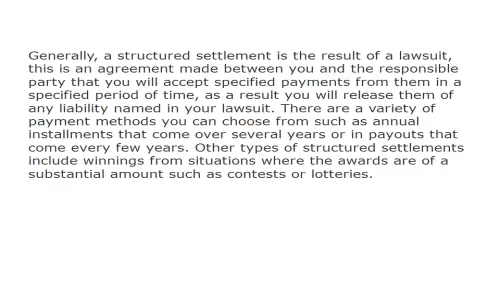 Generally, a structured settlement is the result of a lawsuit,
this is an agreement made between you and the responsible
party that you will accept specified payments from them in a
specified period of time, as a result you will release them of
any liability named in your lawsuit. There are a variety of
payment methods you can choose from such as annual
installments that come over several years or in payouts that
come every few years. Other types of structured settlements
include winnings from situations where the awards are of a
substantial amount such as contests or lotteries.